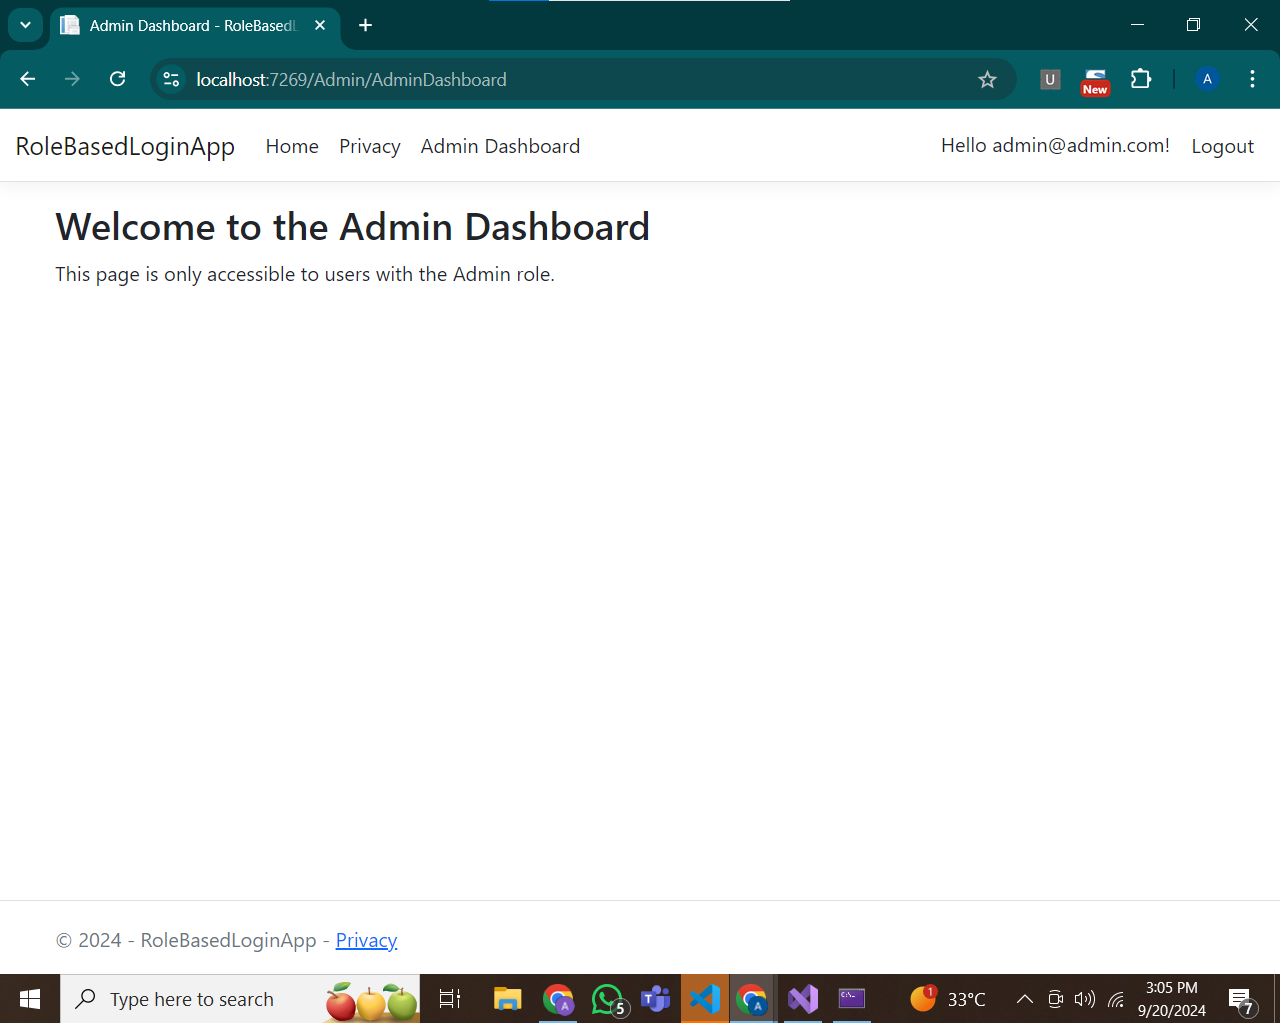 Admin Dashboard - RoleBasedL
localhost:7269/Admin/AdminDashboard
U
New
A
RoleBasedLoginApp Home Privacy Admin Dashboard Hello admin@admin.com! Logout
Welcome to the Admin Dashboard
This page is only accessible to users with the Admin role.
© 2024 - RoleBasedLoginApp - Privacy
Type here to search
A
5
T
A
C:\
1
33°C
3:05 PM
9/20/2024
7